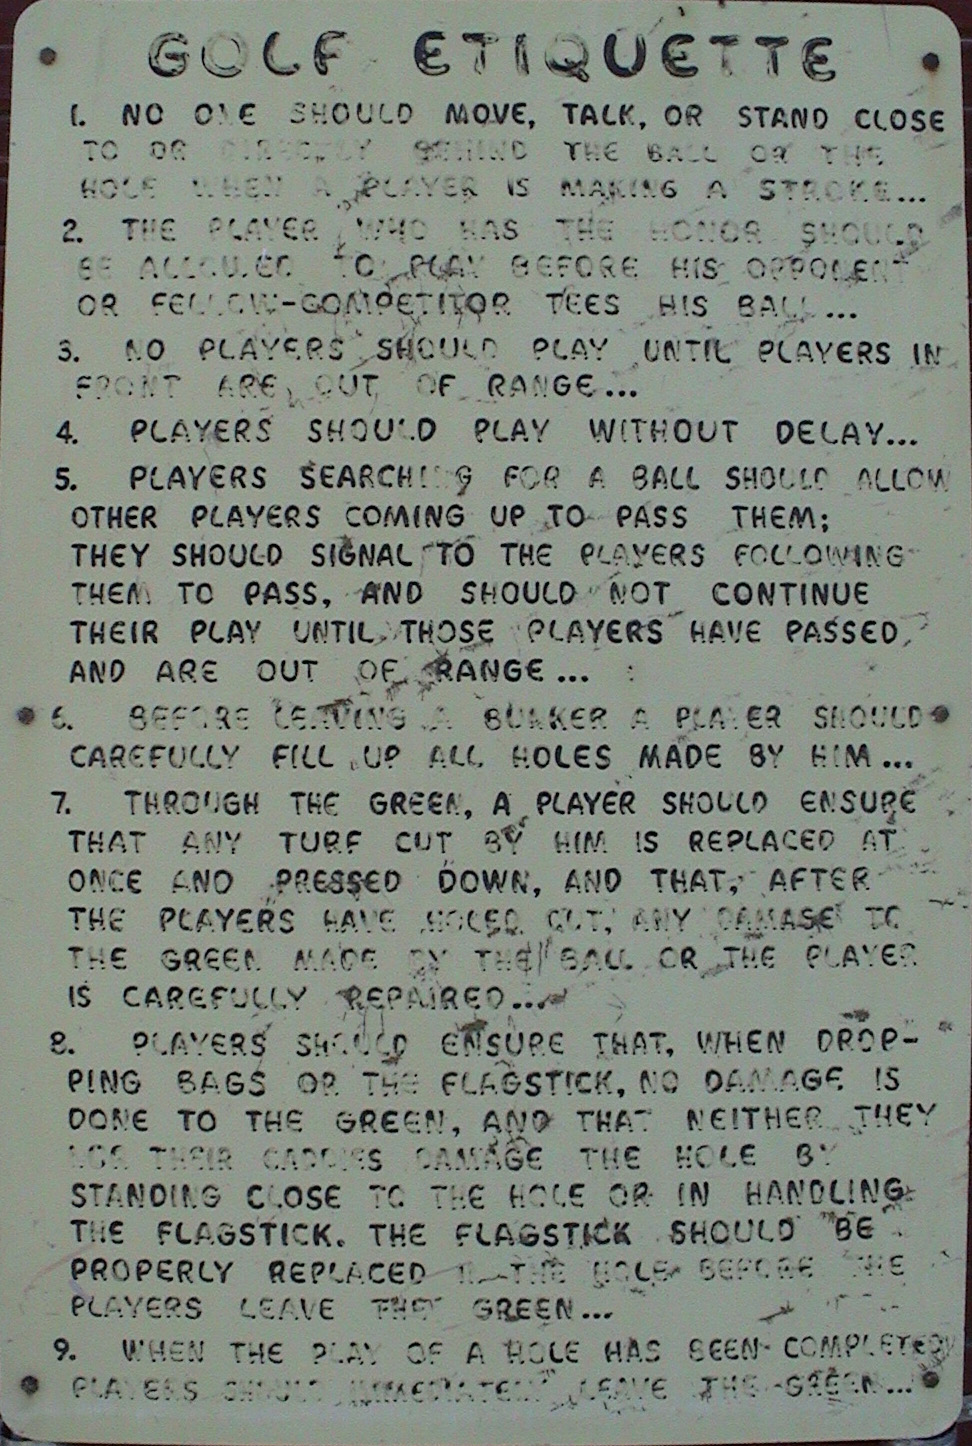 GOLF ETIQUETTE
1. NO ONE SHOULD MOVE, TALK, OR STAND CLOSE
TO OR DIRECTLY BEHIND THE BALL OR THE
HOLE WHEN A PLAYER IS MAKING A STROKE...
2. THE PLAYER WHO HAS THE HONOR SHOULD
BE ALLOWED TO PLAY BEFORE HIS OPPONENT
OR FELLOW-COMPETITOR TEES HIS BALL...
3. NO PLAYERS SHOULD PLAY UNTIL PLAYERS IN
FRONT ARE OUT OF RANGE...
4. PLAYERS SHOULD PLAY WITHOUT DELAY...
5. PLAYERS SEARCHING FOR A BALL SHOULD ALLOW
OTHER PLAYERS COMING UP TO PASS THEM;
THEY SHOULD SIGNAL TO THE PLAYERS FOLLOWING
THEM TO PASS, AND SHOULD NOT CONTINUE
THEIR PLAY UNTIL THOSE PLAYERS HAVE PASSED
AND ARE OUT OF RANGE...
6. BEFORE LEAVING A BUNKER A PLAYER SHOULD
CAREFULLY FILL UP ALL HOLES MADE BY HIM...
7. THROUGH THE GREEN, A PLAYER SHOULD ENSURE
THAT ANY TURF CUT BY HIM IS REPLACED AT
ONCE AND PRESSED DOWN, AND THAT, AFTER
THE PLAYERS HAVE HOLED OUT, ANY DAMAGE TO
THE GREEN MADE BY THE BALL OR THE PLAYER
IS CAREFULLY REPAIRED...
8. PLAYERS SHOULD ENSURE THAT, WHEN DROP-
PING BAGS OR THE FLAGSTICK, NO DAMAGE IS
DONE TO THE GREEN, AND THAT NEITHER THEY
NOR THEIR CADDIES DAMAGE THE HOLE BY
STANDING CLOSE TO THE HOLE OR IN HANDLING
THE FLAGSTICK. THE FLAGSTICK SHOULD BE
PROPERLY REPLACED IN THE HOLE BEFORE THE
PLAYERS LEAVE THE GREEN...
9. WHEN THE PLAY OF A HOLE HAS BEEN COMPLETED
PLAYERS SHOULD IMMEDIATELY LEAVE THE GREEN...